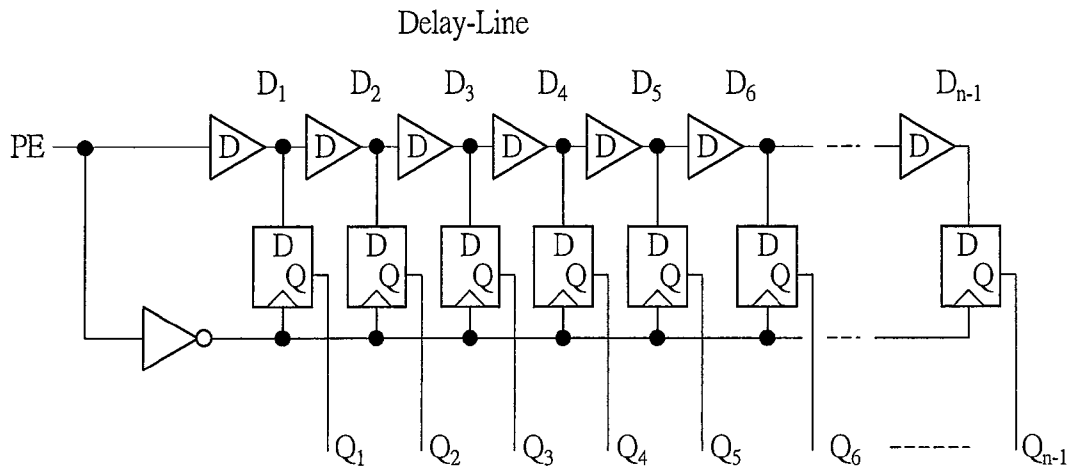 Delay-Line
D1 D2 D3 D4 D5 D6 Dn-1
PE D D D D D D D
D D D D D D D
Q Q Q Q Q Q Q
Q1 Q2 Q3 Q4 Q5 Q6 Qn-1